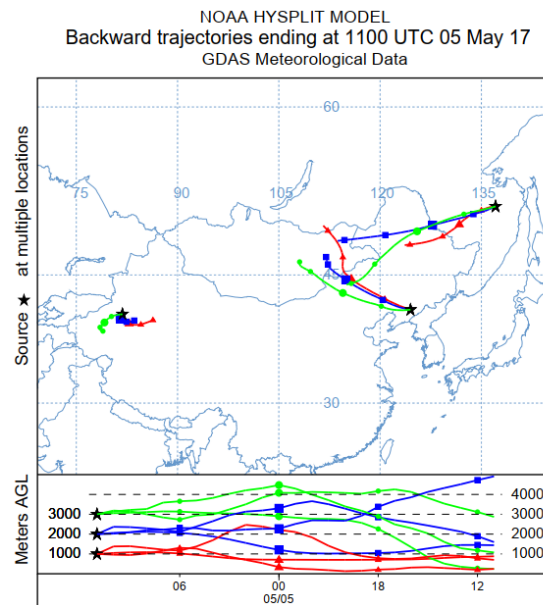 NOAA HYSPLIT MODEL
Backward trajectories ending at 1100 UTC 05 May 17
GDAS Meteorological Data
Source ★ at multiple locations
60
75 90 105 120 135
45
30
Meters AGL
4000
3000 3000
2000 2000
1000 1000
06 00 18 12
05/05